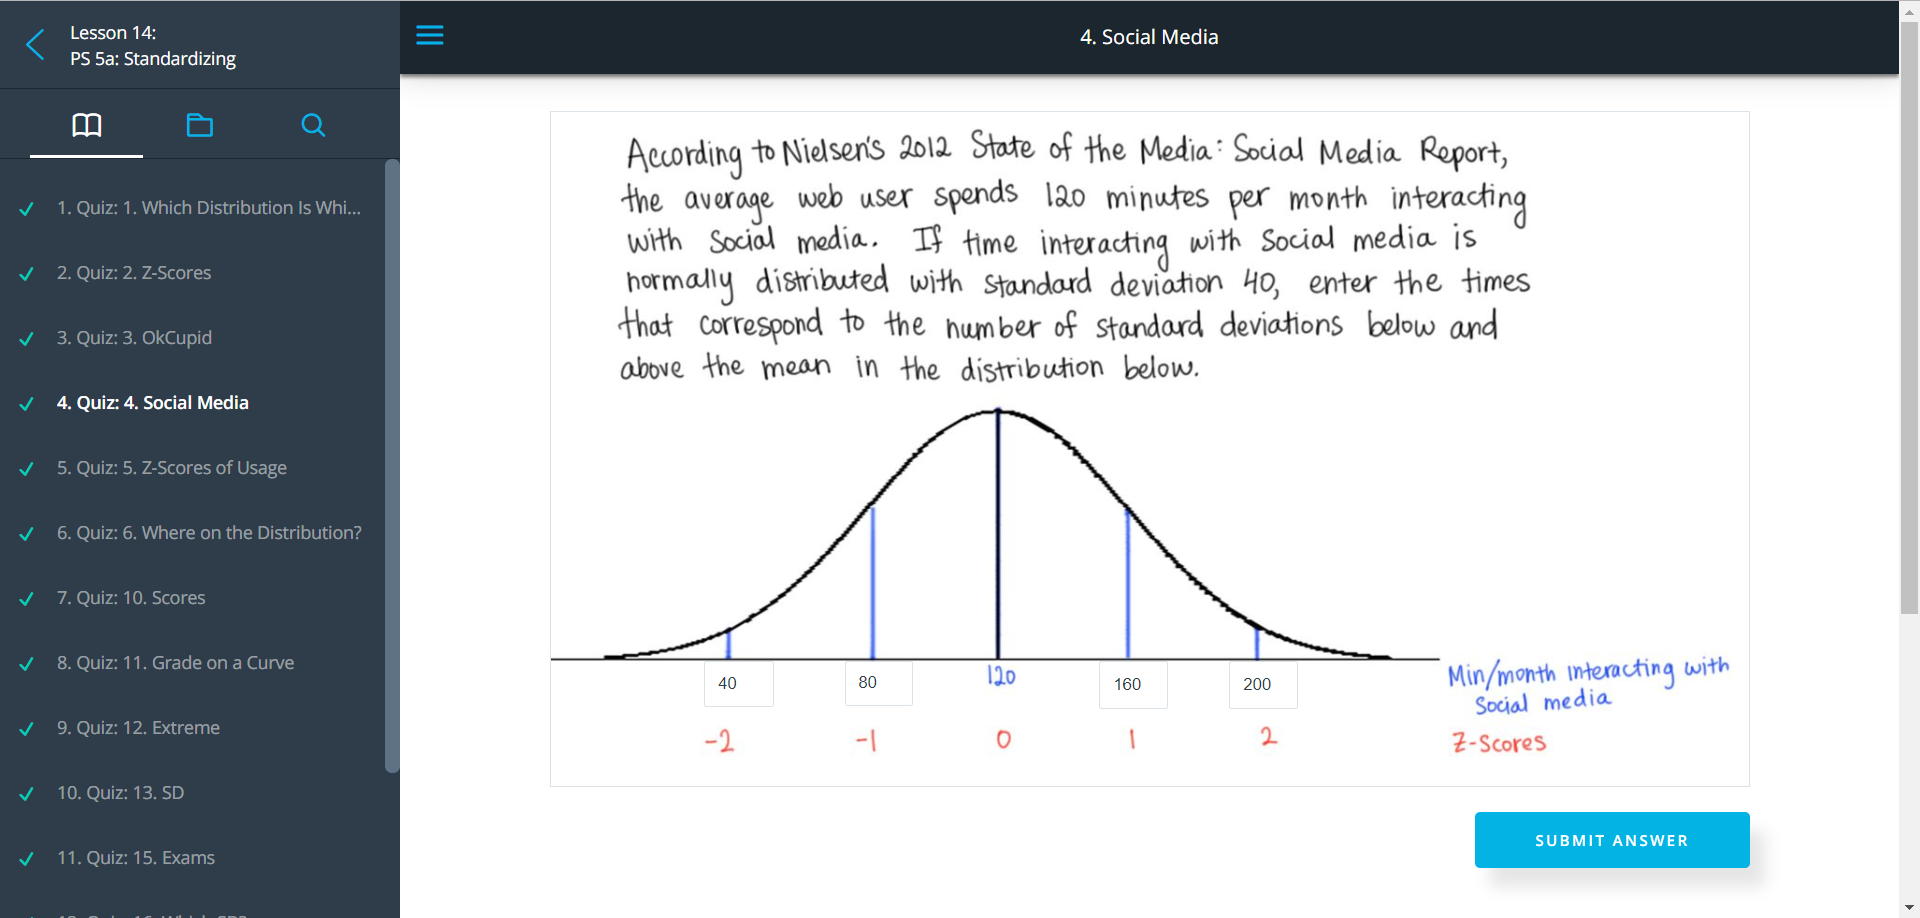 Lesson 14:
PS 5a: Standardizing
4. Social Media
1. Quiz: 1. Which Distribution Is Whi...
2. Quiz: 2. Z-Scores
3. Quiz: 3. OkCupid
4. Quiz: 4. Social Media
5. Quiz: 5. Z-Scores of Usage
6. Quiz: 6. Where on the Distribution?
7. Quiz: 10. Scores
8. Quiz: 11. Grade on a Curve
9. Quiz: 12. Extreme
10. Quiz: 13. SD
11. Quiz: 15. Exams
According to Nielsen's 2012 State of the Media: Social Media Report,
the average web user spends 120 minutes per month interacting
with Social media. If time interacting with Social media is
normally distributed with standard deviation 40, enter the times
that correspond to the number of standard deviations below and
above the mean in the distribution below.
40 80 120 160 200
Min/month interacting with
Social media
-2 -1 0 1 2 Z-Scores
SUBMIT ANSWER